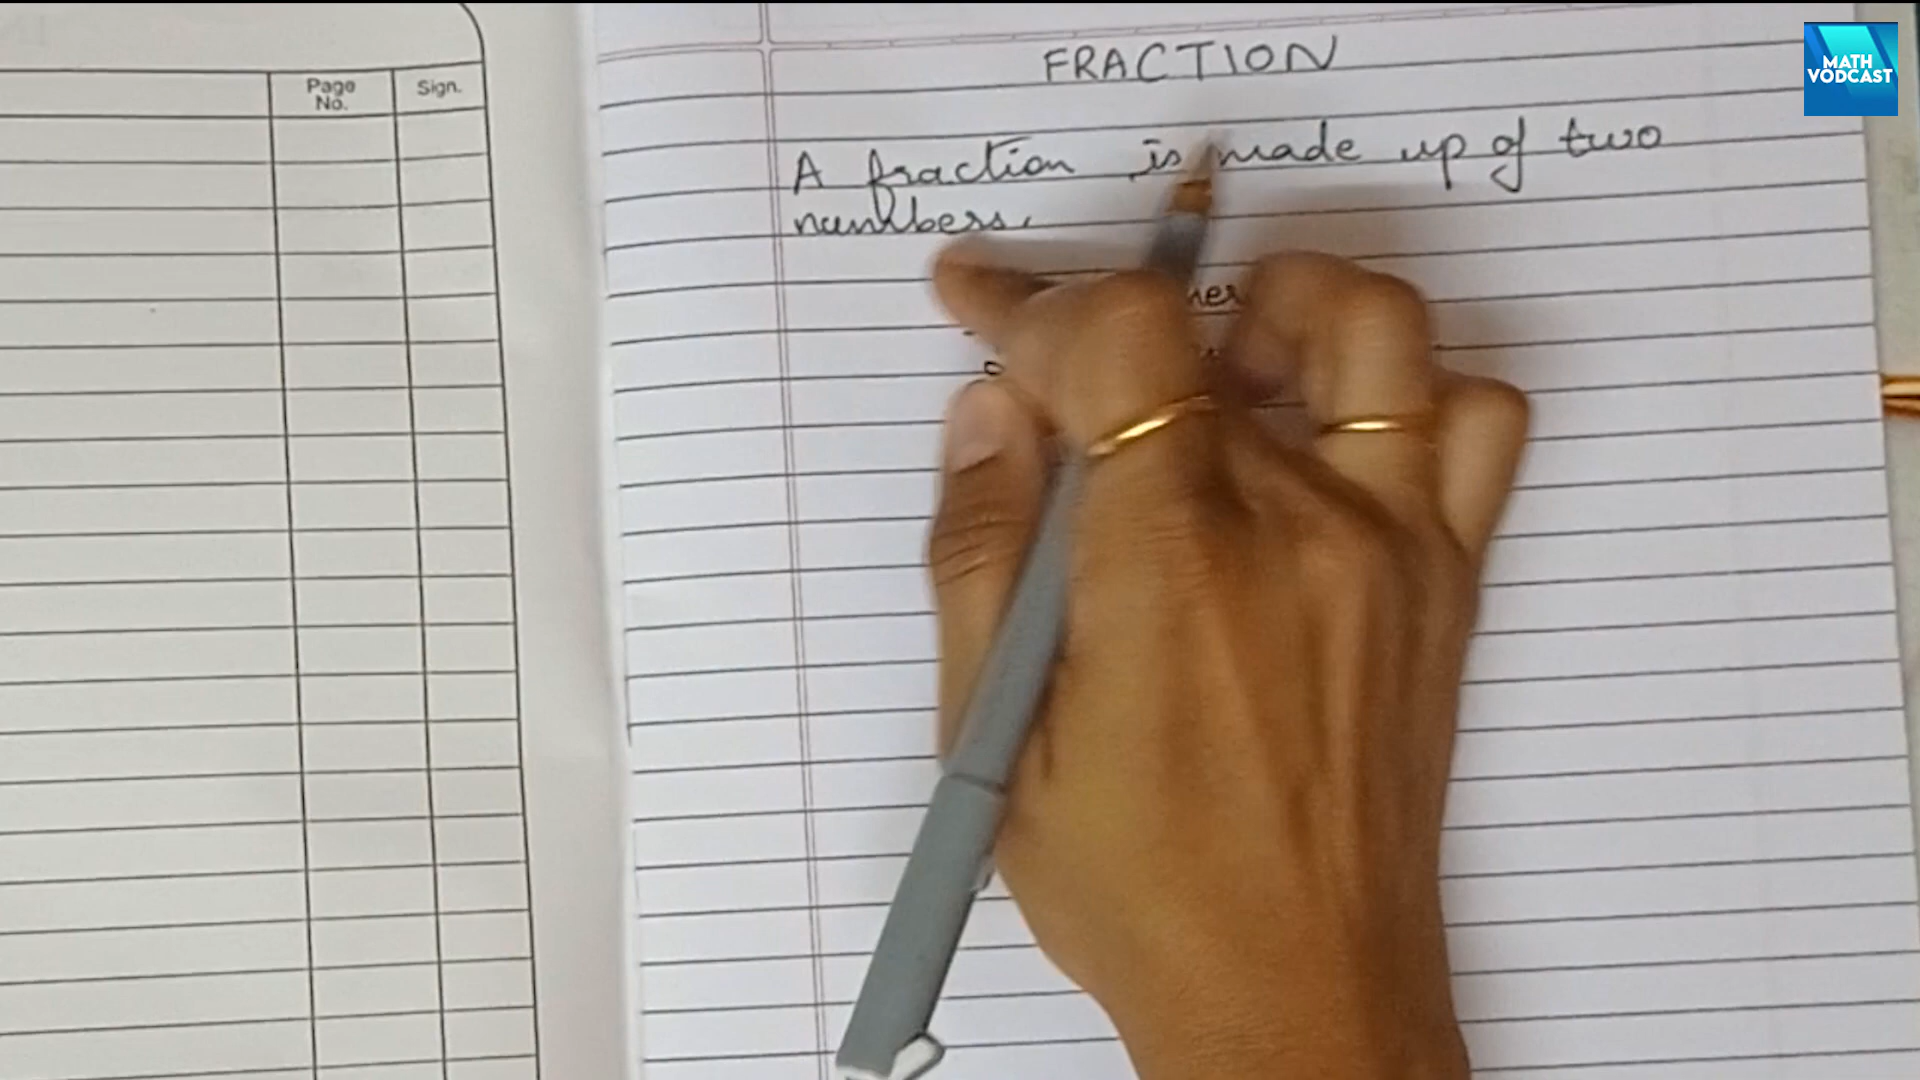 Page
No.
Sign.
FRACTION
MATH
VODCAST
A fraction is made up of two
numbers.